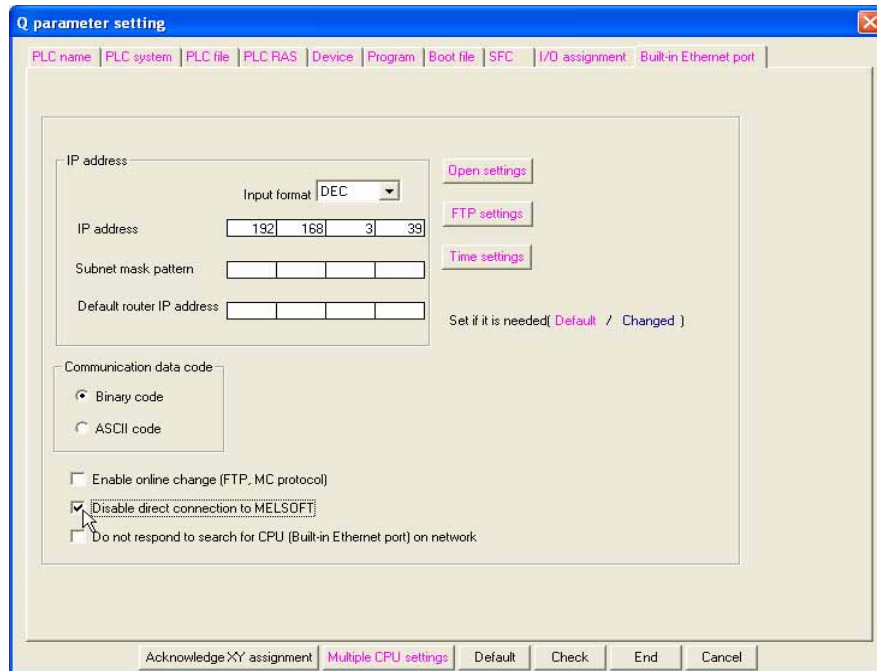 Q parameter setting
PLC name PLC system PLC file PLC RAS Device Program Boot file SFC I/O assignment Built-in Ethernet port
IP address
Input format DEC
IP address 192 168 3 39
Subnet mask pattern
Default router IP address
Open settings
FTP settings
Time settings
Set if it is needed( Default / Changed )
Communication data code
Binary code
ASCII code
Enable online change (FTP, MC protocol)
Disable direct connection to MELSOFT
Do not respond to search for CPU (Built-in Ethernet port) on network
Acknowledge XY assignment Multiple CPU settings Default Check End Cancel